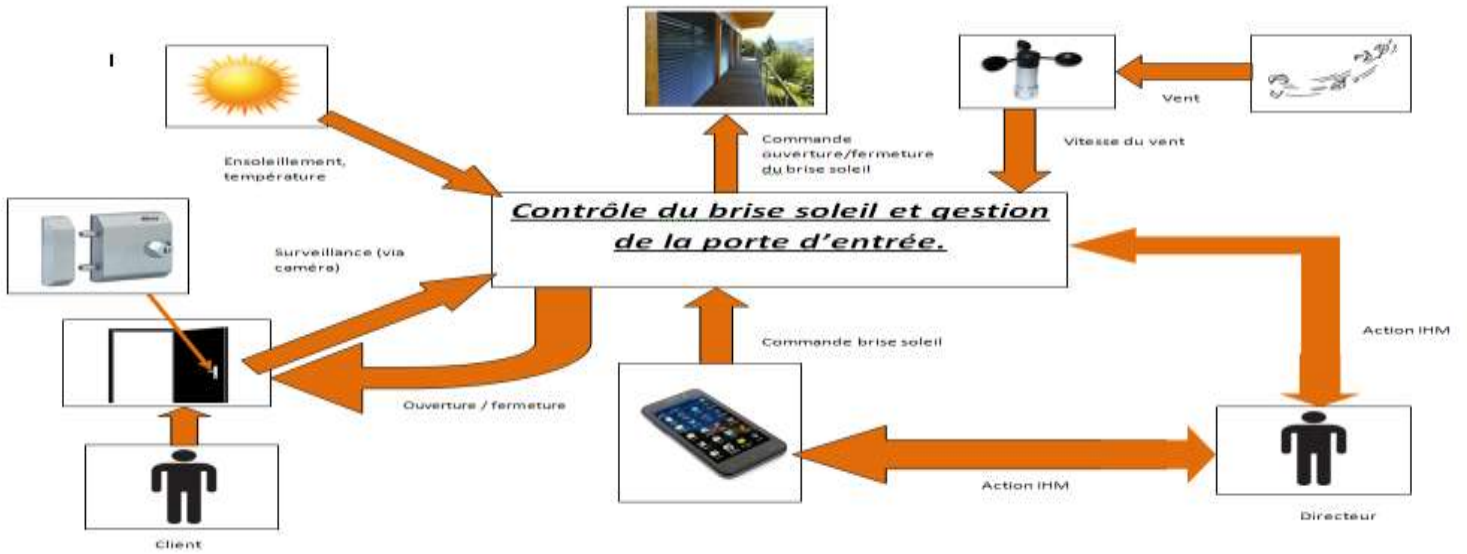 Ensoleillement,
température
Commande
ouverture/fermeture
du brise soleil
Vent
Vitesse du vent
Contrôle du brise soleil et gestion
de la porte d'entrée.
Surveillance (via
caméra)
Action IHM
Commande brise soleil
Ouverture / fermeture
Action IHM
Directeur
Client